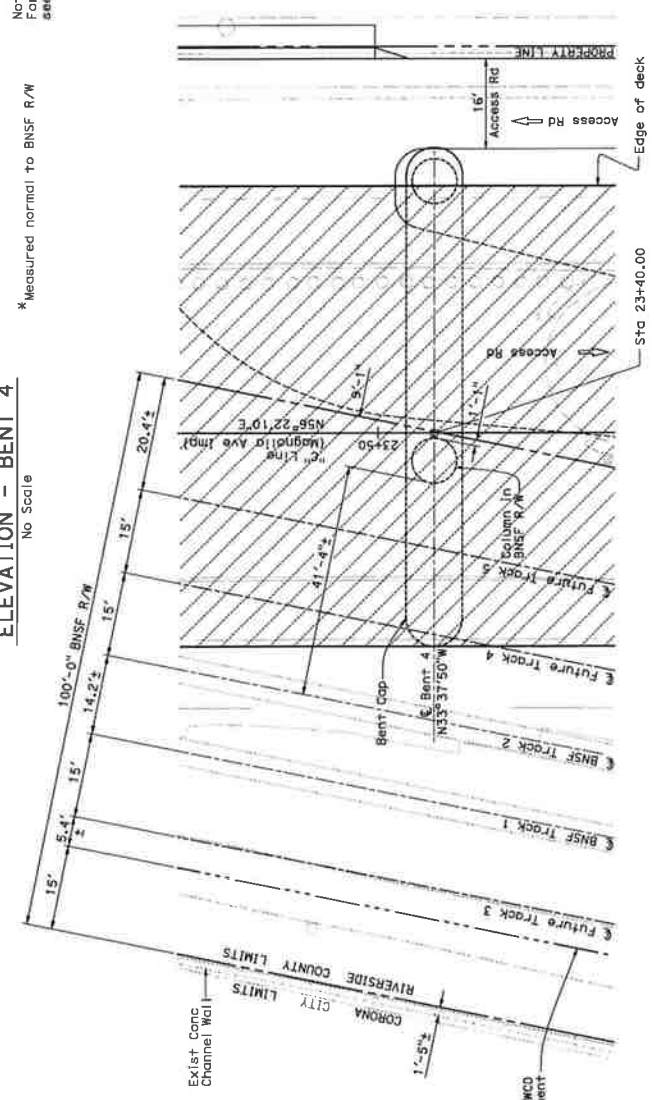 ELEVATION - BENT 4
No Scale
*Measured normal to BNSF R/W
100'-0" BNSF R/W
15'
5.4'
±
15'
14.2'±
15'
15'
20.4'±
PROPERTY LINE
16'
Access Rd
Access Rd
Edge of deck
9'-1"
"C" Line
(Magnolia Ave Imp)
N56°22'10"E
23+50
Access Rd
Sta 23+40.00
41'-4"±
Column in
BNSF R/W
Bent Cap
℄ Bent 4
N33°37'50"W
℄ Future Track 5
℄ Future Track 4
℄ BNSF Track 2
℄ BNSF Track 1
℄ Future Track 3
RIVERSIDE COUNTY LIMITS
CORONA CITY LIMITS
Exist Conc
Channel Wall
1'-5"±